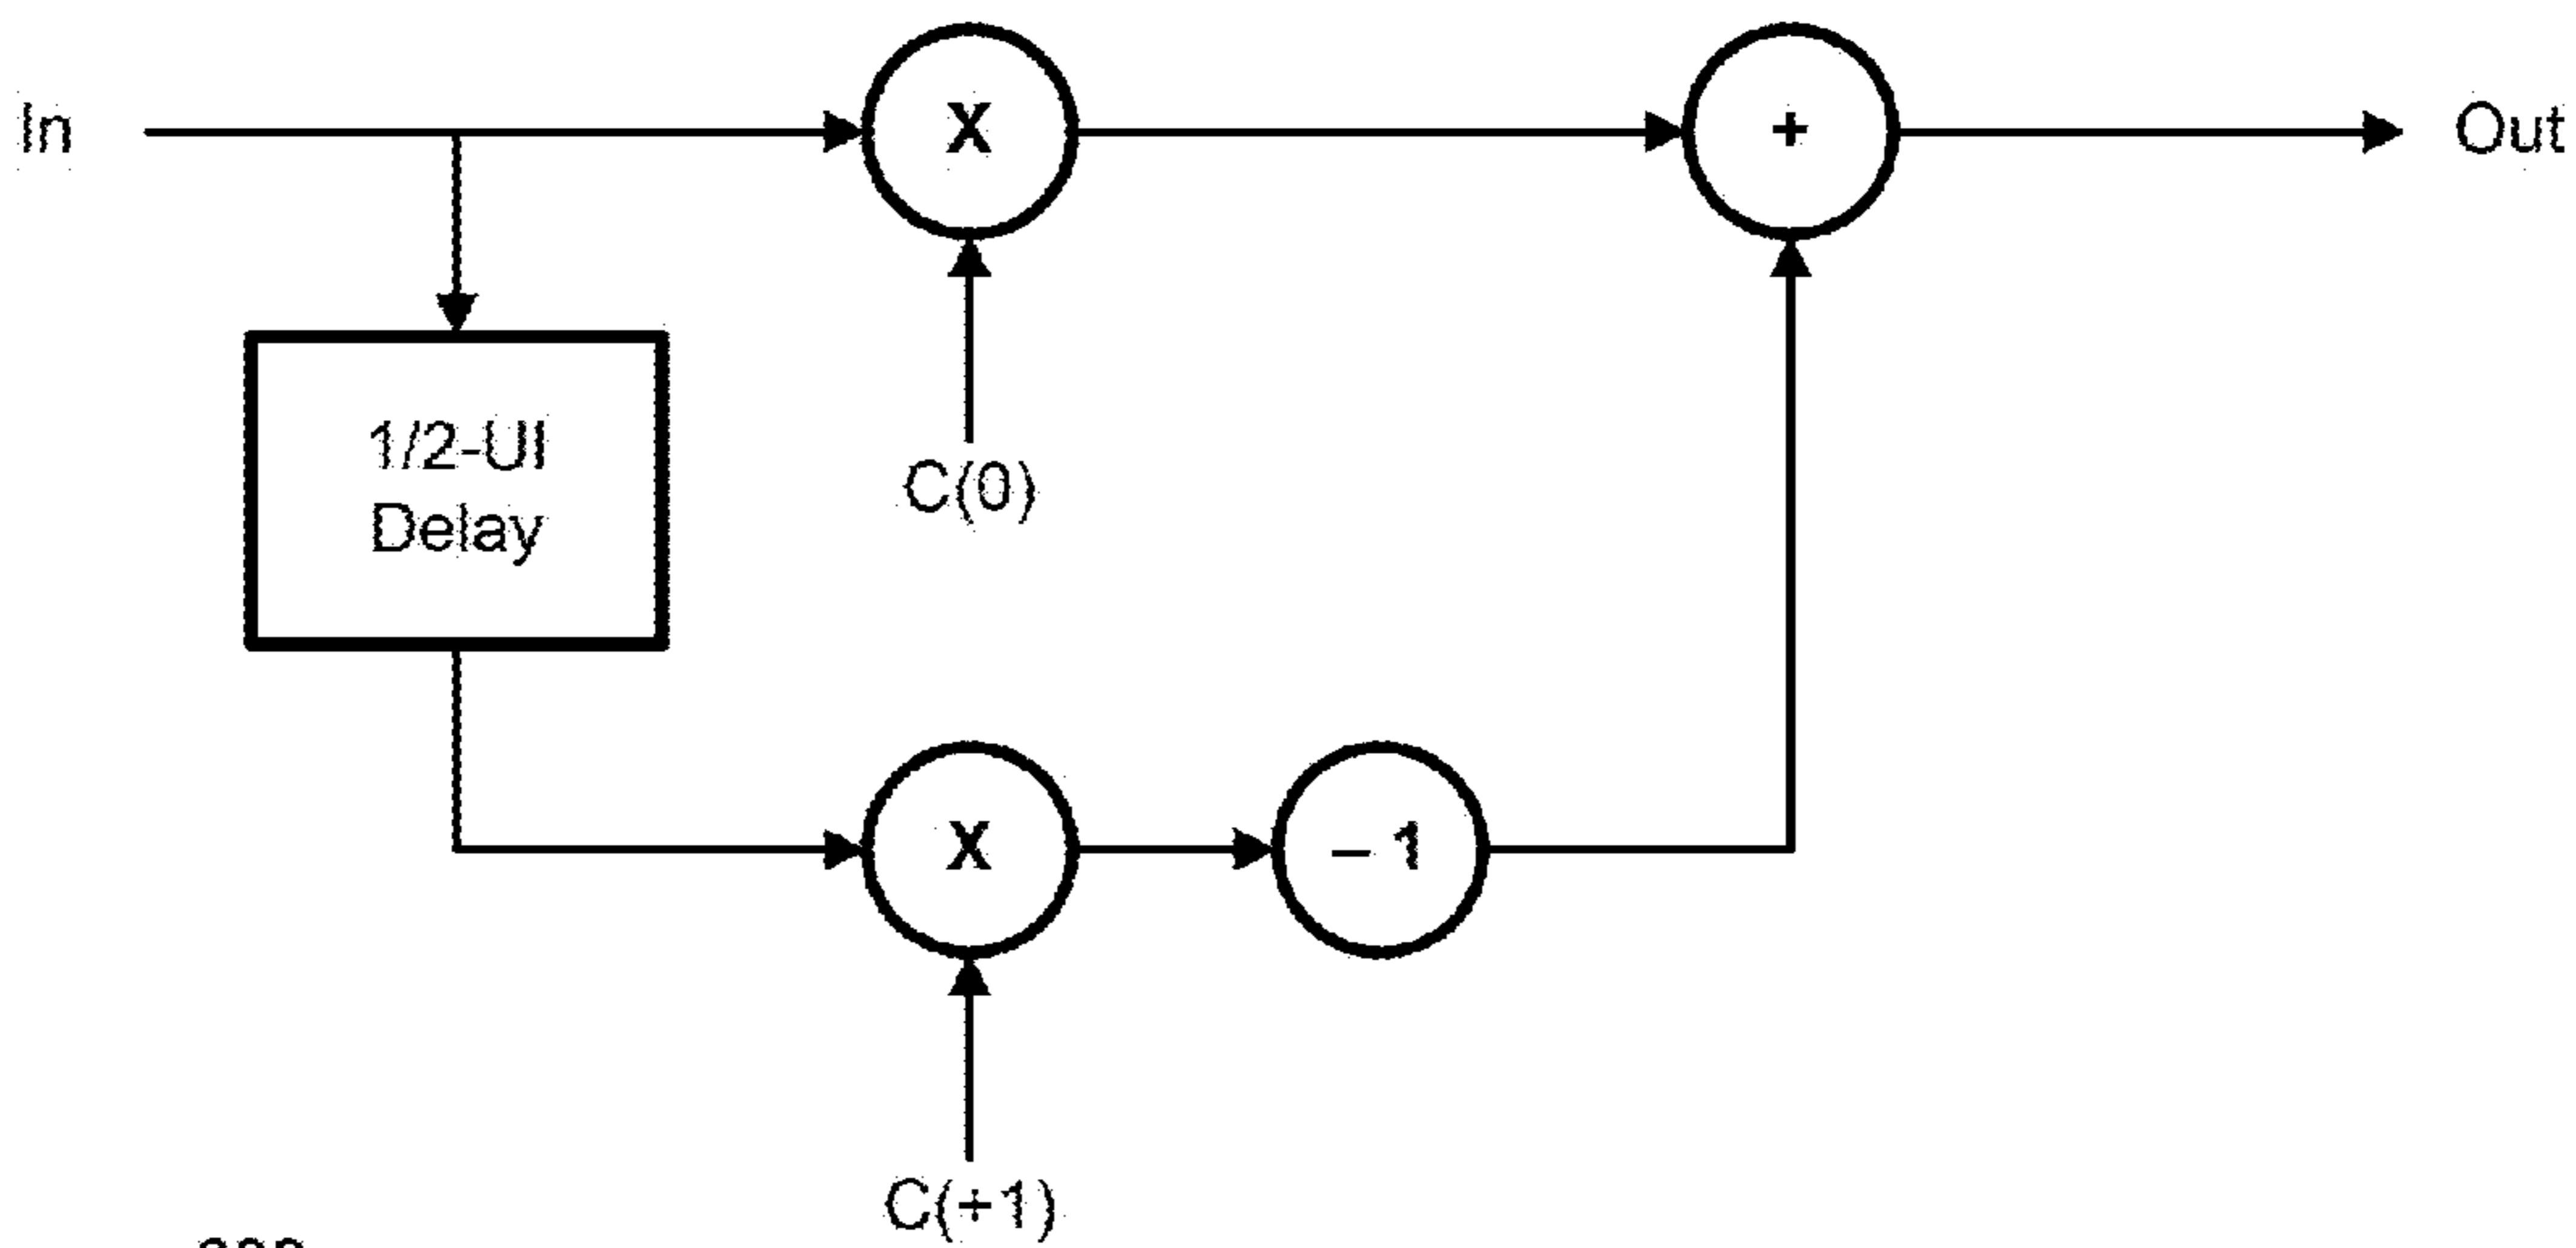 In
X
+
Out
1/2-UI
Delay
C(0)
X
– 1
C(+1)